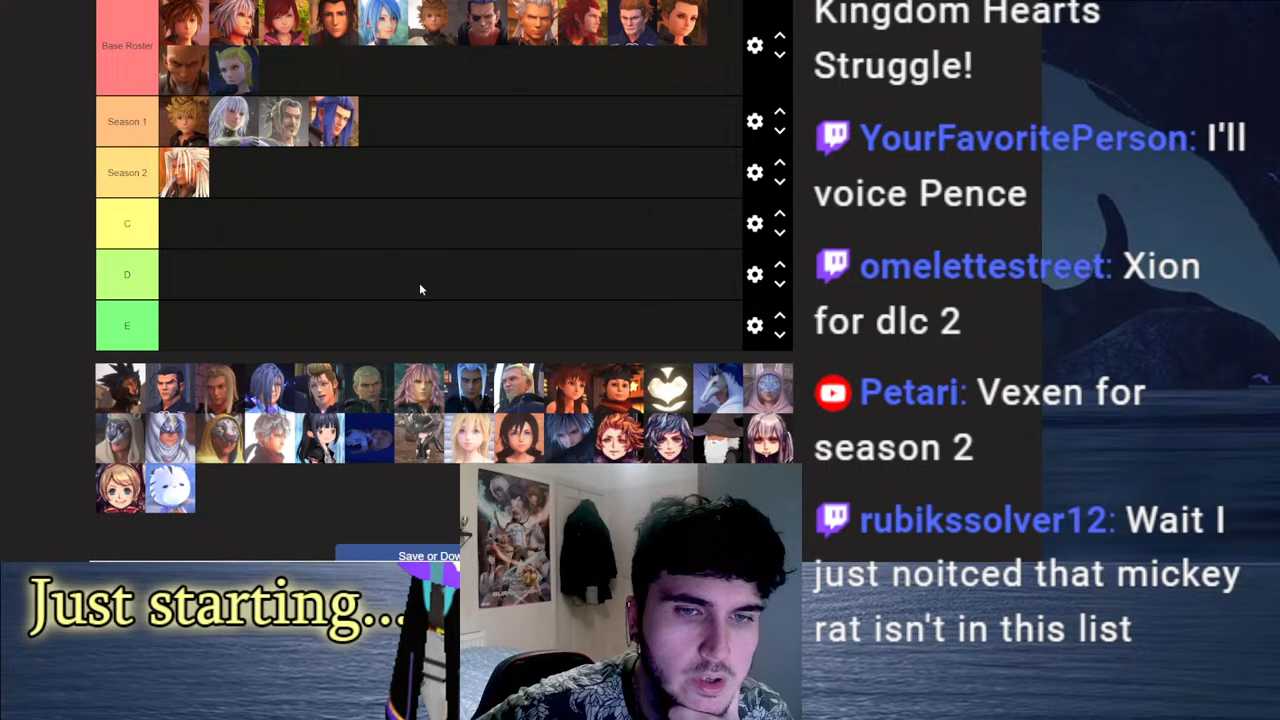 Base Roster
Season 1
Season 2
C
D
E
Save or Dow
Just starting...
Kingdom Hearts
Struggle!
YourFavoritePerson: I'll
voice Pence
omelettestreet: Xion
for dlc 2
Petari: Vexen for
season 2
rubikssolver12: Wait I
just noitced that mickey
rat isn't in this list